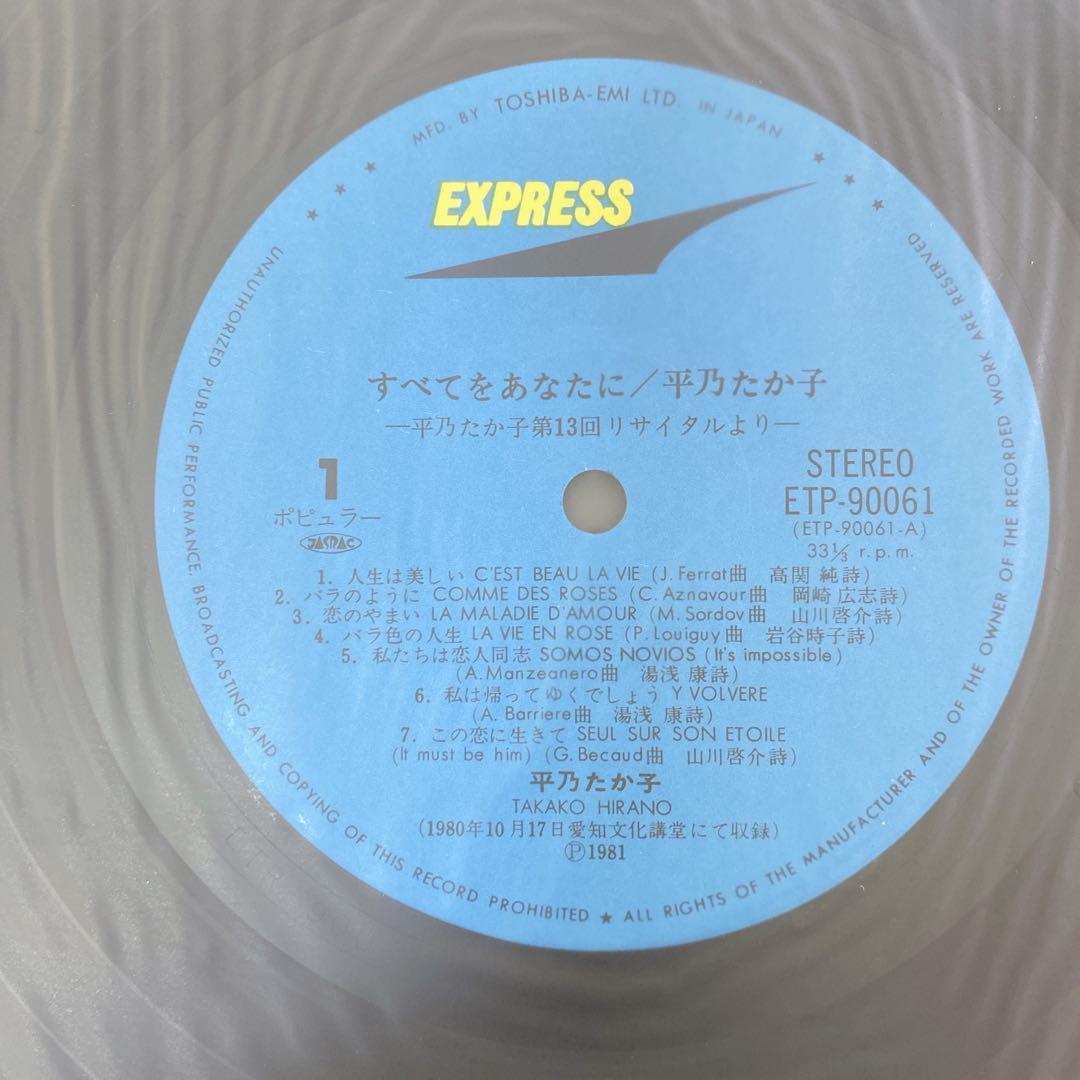 MFD. BY TOSHIBA-EMI LTD. IN JAPAN
EXPRESS
すべてをあなたに／平乃たか子
—平乃たか子第13回リサイタルより—
1
ポピュラー
JASRAC
STEREO
ETP-90061
(ETP-90061-A)
33⅓ r.p.m.
1. 人生は美しい C'EST BEAU LA VIE (J. Ferrat曲 高関 純詩)
2. バラのように COMME DES ROSES (C. Aznavour曲 岡崎 広志詩)
3. 恋のやまい LA MALADIE D'AMOUR (M. Sordov曲 山川啓介詩)
4. バラ色の人生 LA VIE EN ROSE (P. Louiguy曲 岩谷時子詩)
5. 私たちは恋人同志 SOMOS NOVIOS (It's impossible)
(A. Manzeanero曲 湯浅 康詩)
6. 私は帰ってゆくでしょう Y VOLVERE
(A. Barriere曲 湯浅 康詩)
7. この恋に生きて SEUL SUR SON ETOILE
(It must be him) (G. Becaud曲 山川啓介詩)
平乃たか子
TAKAKO HIRANO
(1980年10月17日愛知文化講堂にて収録)
Ⓟ1981
UNAUTHORIZED PUBLIC PERFORMANCE, BROADCASTING AND COPYING OF THIS RECORD PROHIBITED ★ ALL RIGHTS OF THE MANUFACTURER AND OF THE OWNER OF THE RECORDED WORK ARE RESERVED